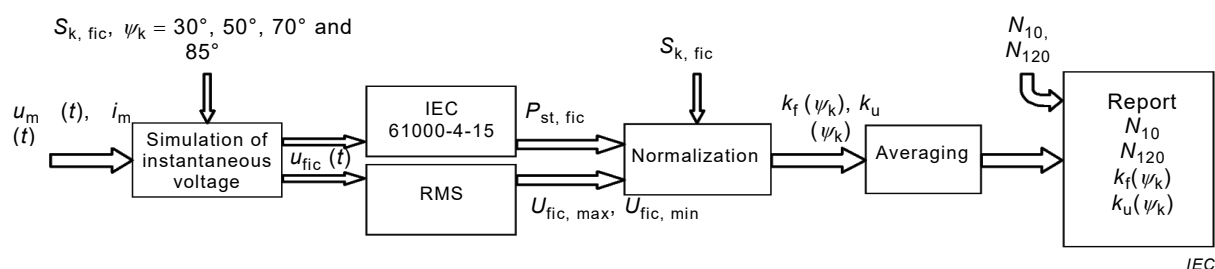 S_k, fic, ψ_k = 30°, 50°, 70° and
85°
u_m (t), i_m
(t)
Simulation of
instantaneous
voltage
u_fic (t)
IEC
61000-4-15
RMS
P_st, fic
U_fic, max, U_fic, min
S_k, fic
Normalization
k_f(ψ_k), k_u
(ψ_k)
Averaging
N_10,
N_120
Report
N_10
N_120
k_f(ψ_k)
k_u(ψ_k)
IEC